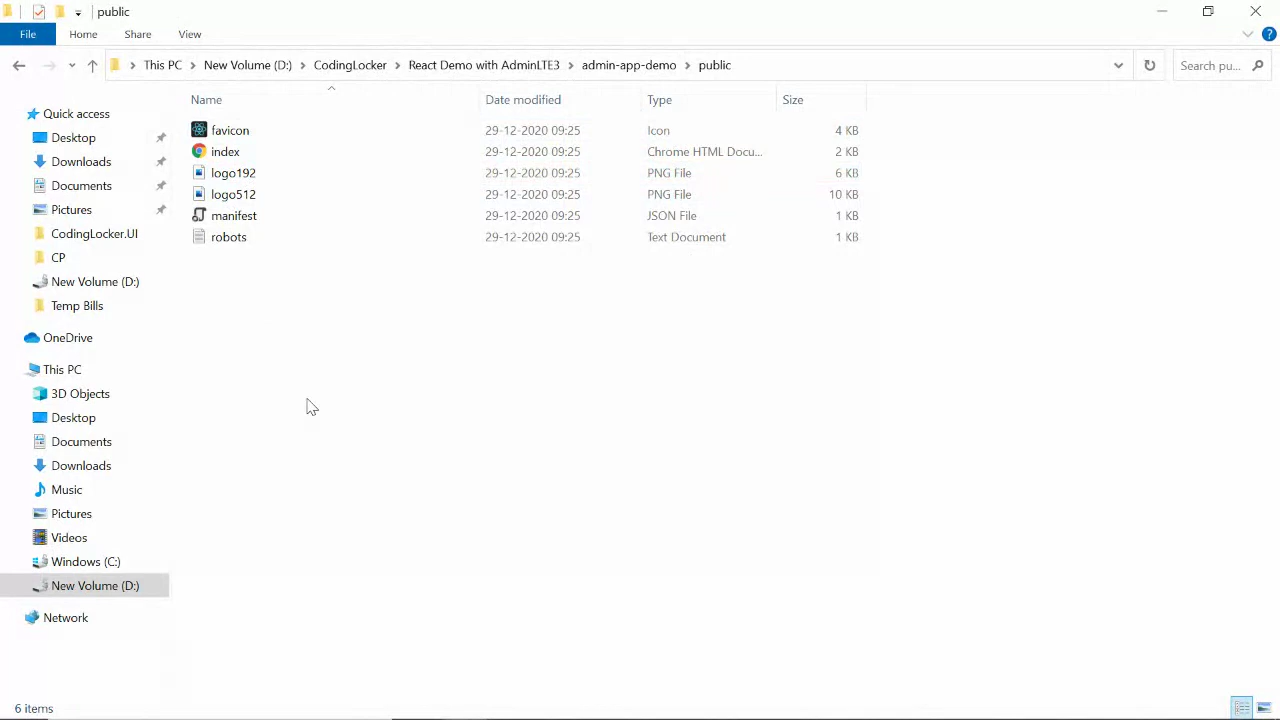 public
File Home Share View
This PC New Volume (D:) CodingLocker React Demo with AdminLTE3 admin-app-demo public
Search pu...
Name Date modified Type Size
favicon 29-12-2020 09:25 Icon 4 KB
index 29-12-2020 09:25 Chrome HTML Docu... 2 KB
logo192 29-12-2020 09:25 PNG File 6 KB
logo512 29-12-2020 09:25 PNG File 10 KB
manifest 29-12-2020 09:25 JSON File 1 KB
robots 29-12-2020 09:25 Text Document 1 KB
Quick access
Desktop
Downloads
Documents
Pictures
CodingLocker.UI
CP
New Volume (D:)
Temp Bills
OneDrive
This PC
3D Objects
Desktop
Documents
Downloads
Music
Pictures
Videos
Windows (C:)
New Volume (D:)
Network
6 items